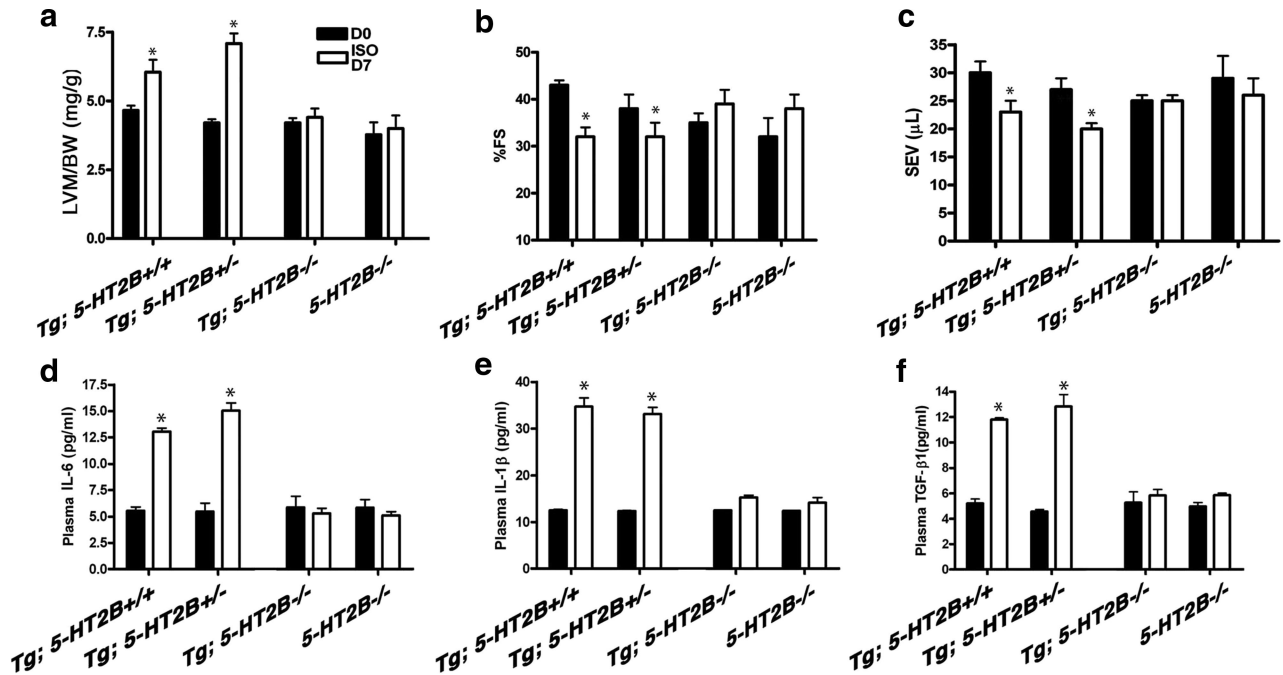 a
7.5
5.0
2.5
0.0
LVM/BW (mg/g)
* *
D0
ISO
D7
Tg; 5-HT2B+/+
Tg; 5-HT2B+/-
Tg; 5-HT2B-/-
5-HT2B-/-
b
50
40
30
20
10
%FS
* *
Tg; 5-HT2B+/+
Tg; 5-HT2B+/-
Tg; 5-HT2B-/-
5-HT2B-/-
c
35
30
25
20
15
10
5
0
SEV (µL)
* *
Tg; 5-HT2B+/+
Tg; 5-HT2B+/-
Tg; 5-HT2B-/-
5-HT2B-/-
d
17.5
15.0
12.5
10.0
7.5
5.0
2.5
0.0
Plasma IL-6 (pg/ml)
* *
Tg; 5-HT2B+/+
Tg; 5-HT2B+/-
Tg; 5-HT2B-/-
5-HT2B-/-
e
40
30
20
10
0
Plasma IL-1β (pg/ml)
* *
Tg; 5-HT2B+/+
Tg; 5-HT2B+/-
Tg; 5-HT2B-/-
5-HT2B-/-
f
14
12
10
8
6
4
2
0
Plasma TGF-β1(pg/ml)
* *
Tg; 5-HT2B+/+
Tg; 5-HT2B+/-
Tg; 5-HT2B-/-
5-HT2B-/-